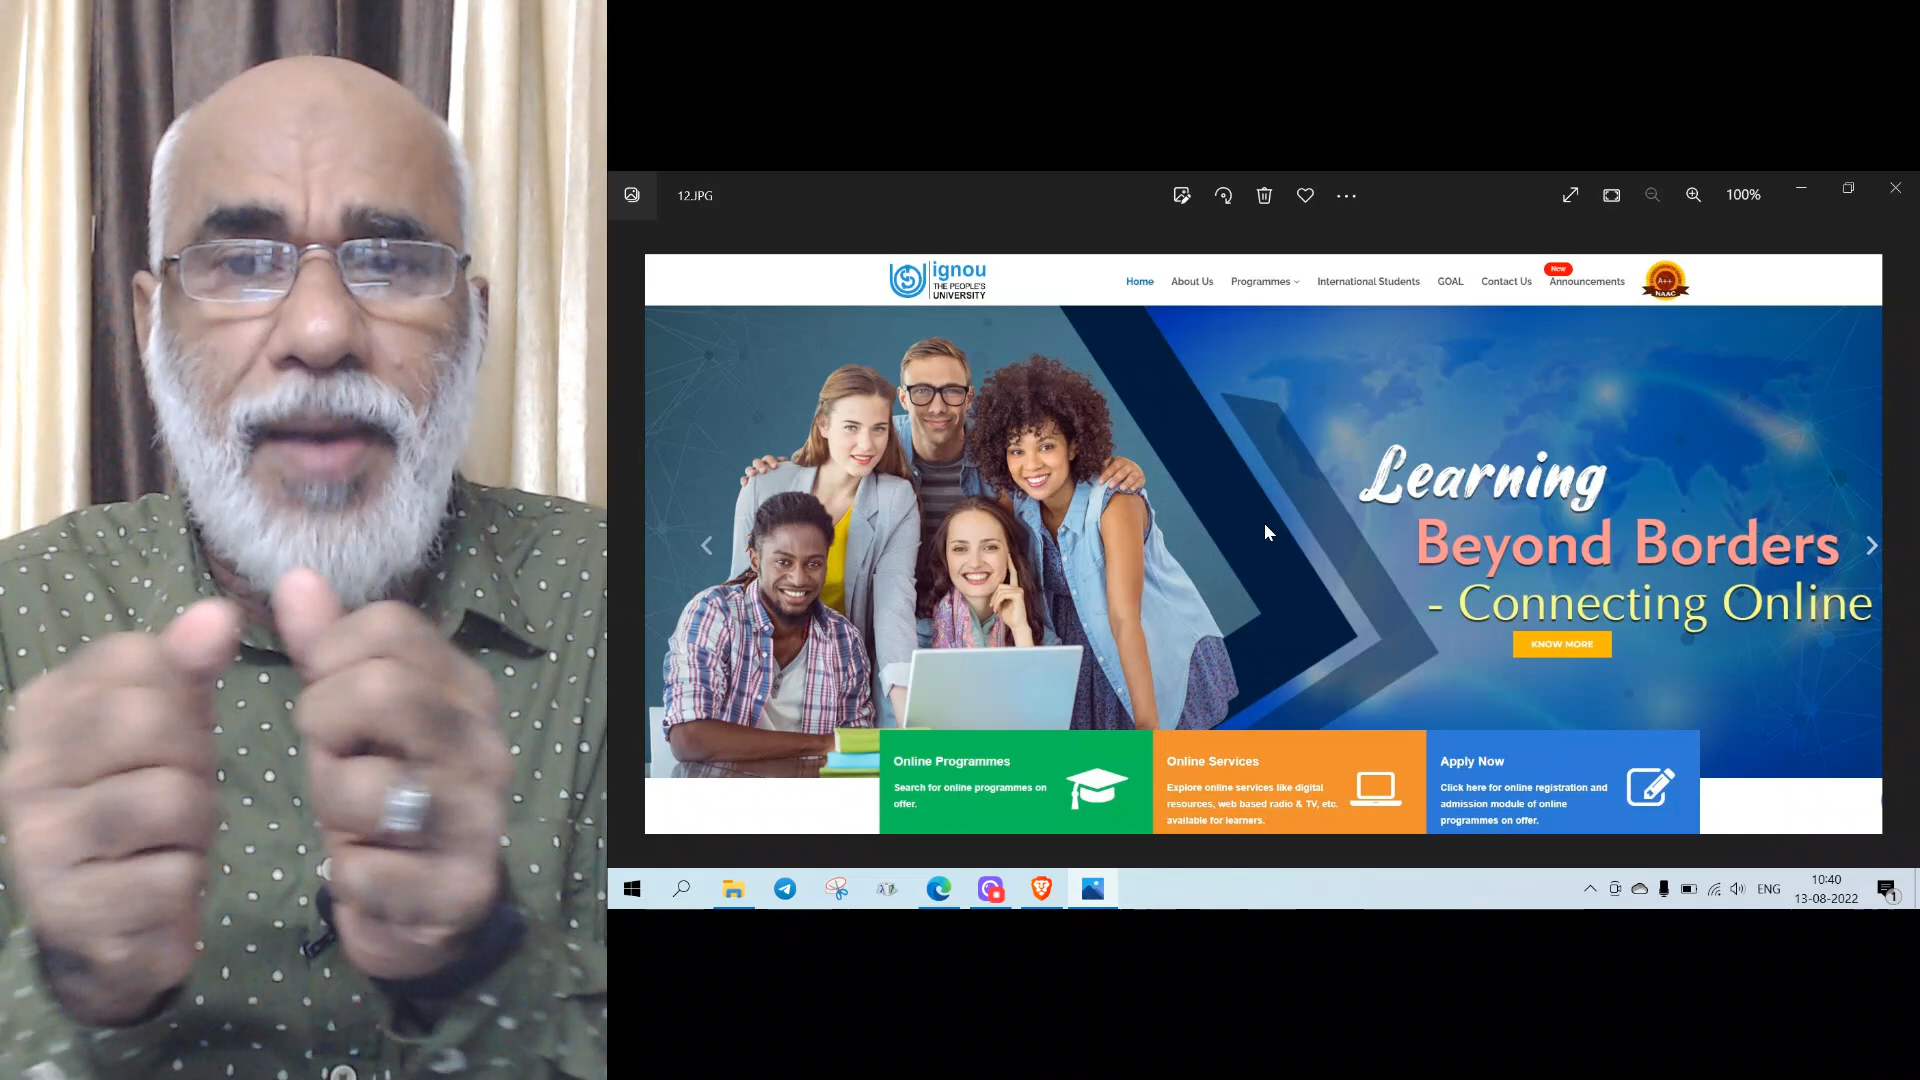 12.JPG
100%
ignou
THE PEOPLE'S
UNIVERSITY
Home About Us Programmes International Students GOAL Contact Us Announcements
New
A++
NAAC
Learning
Beyond Borders
- Connecting Online
KNOW MORE
Online Programmes
Search for online programmes on
offer.
Online Services
Explore online services like digital
resources, web based radio & TV, etc.
available for learners.
Apply Now
Click here for online registration and
admission module of online
programmes on offer.
ENG
10:40
13-08-2022
1